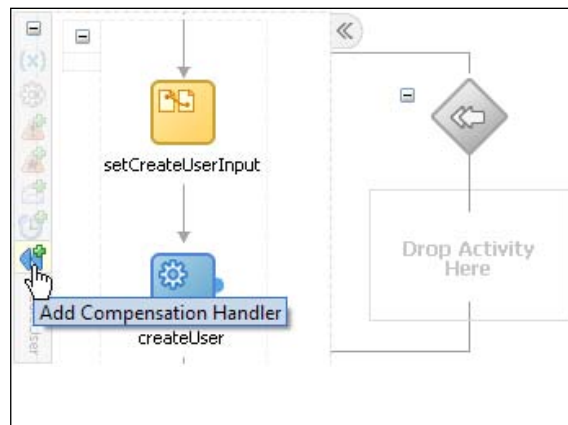 (x)
setCreateUserInput
Drop Activity
Here
Add Compensation Handler
createUser